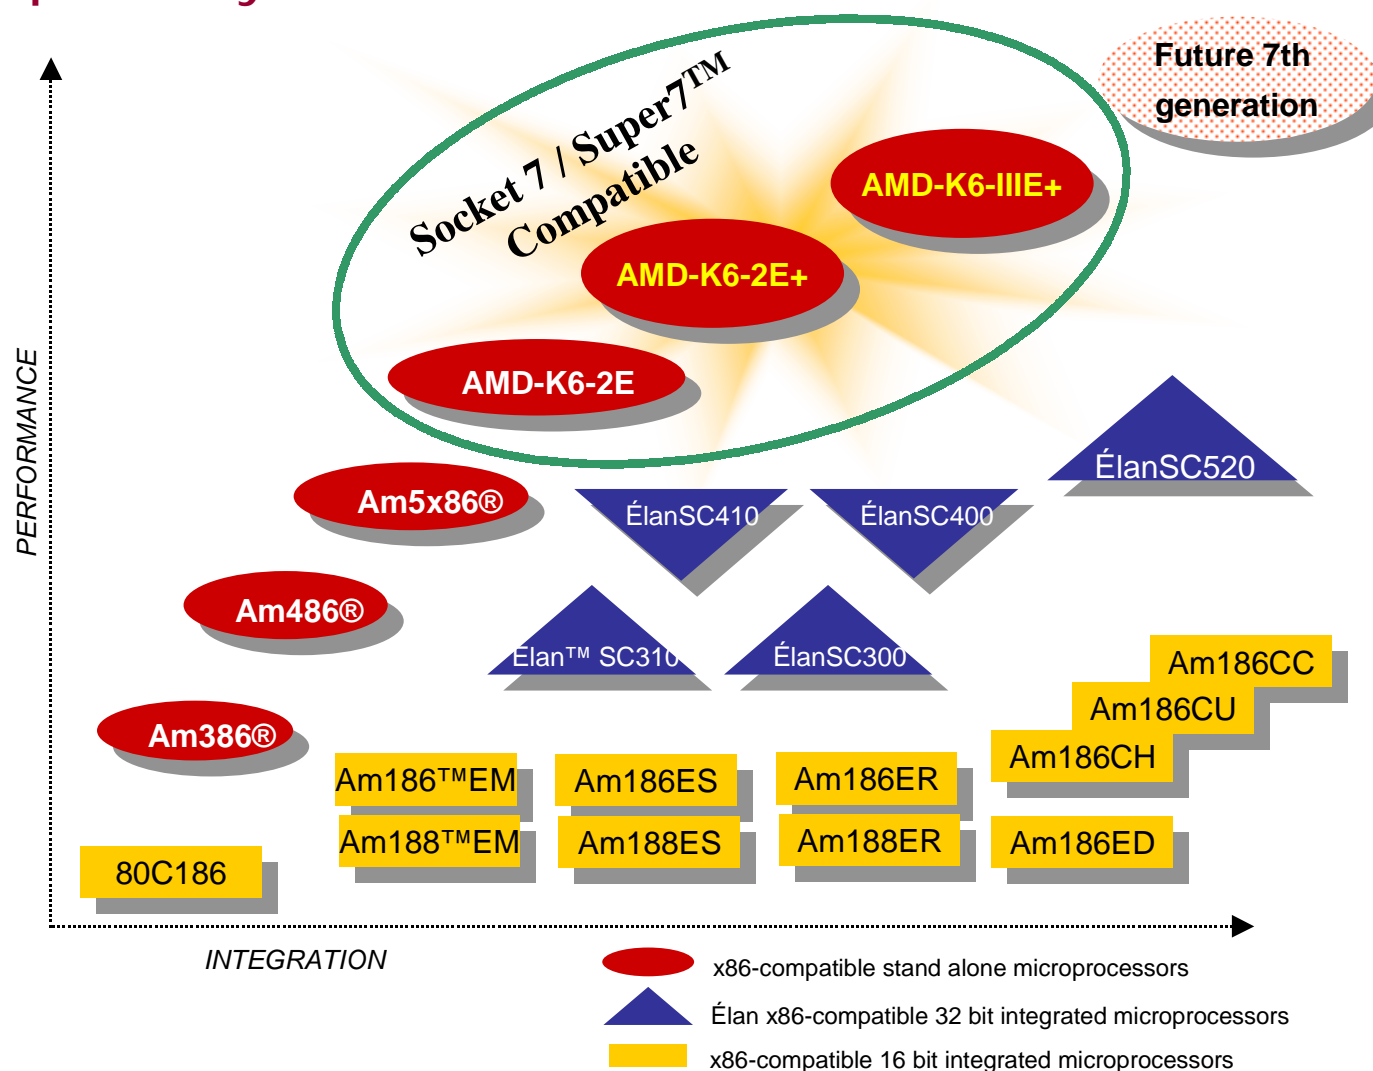 Future 7th
generation
Socket 7 / Super7™
Compatible
AMD-K6-IIIE+
AMD-K6-2E+
AMD-K6-2E
PERFORMANCE
ÉlanSC520
Am5x86®
ÉlanSC410
ÉlanSC400
Am486®
Élan™ SC310
ÉlanSC300
Am186CC
Am186CU
Am386®
Am186CH
Am186™EM
Am186ES
Am186ER
Am188™EM
Am188ES
Am188ER
Am186ED
80C186
INTEGRATION
x86-compatible stand alone microprocessors
Élan x86-compatible 32 bit integrated microprocessors
x86-compatible 16 bit integrated microprocessors